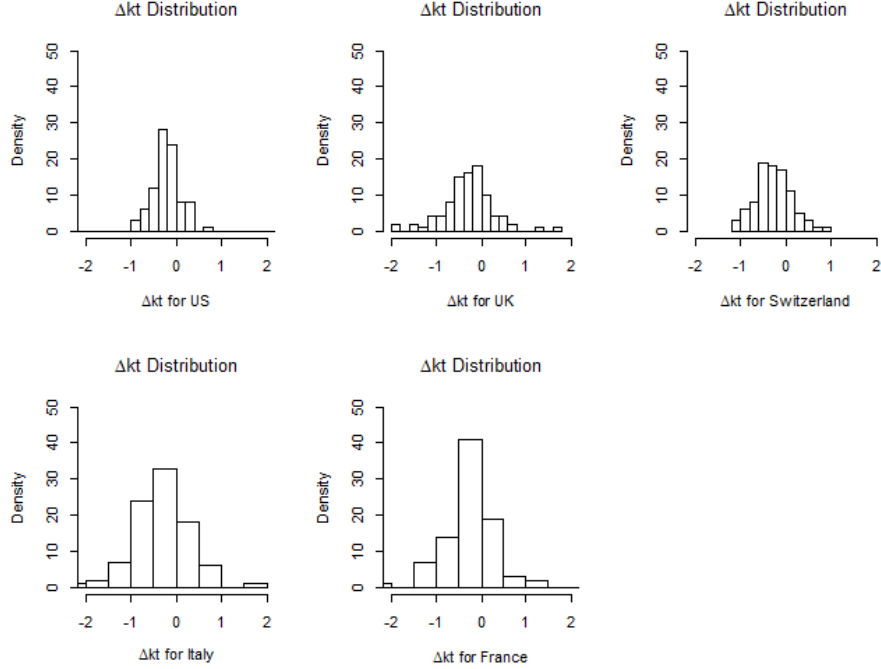 Δkt Distribution
Density
50
40
30
20
10
0
-2 -1 0 1 2
Δkt for US
Δkt Distribution
Density
50
40
30
20
10
0
-2 -1 0 1 2
Δkt for UK
Δkt Distribution
Density
50
40
30
20
10
0
-2 -1 0 1 2
Δkt for Switzerland
Δkt Distribution
Density
50
40
30
20
10
0
-2 -1 0 1 2
Δkt for Italy
Δkt Distribution
Density
50
40
30
20
10
0
-2 -1 0 1 2
Δkt for France